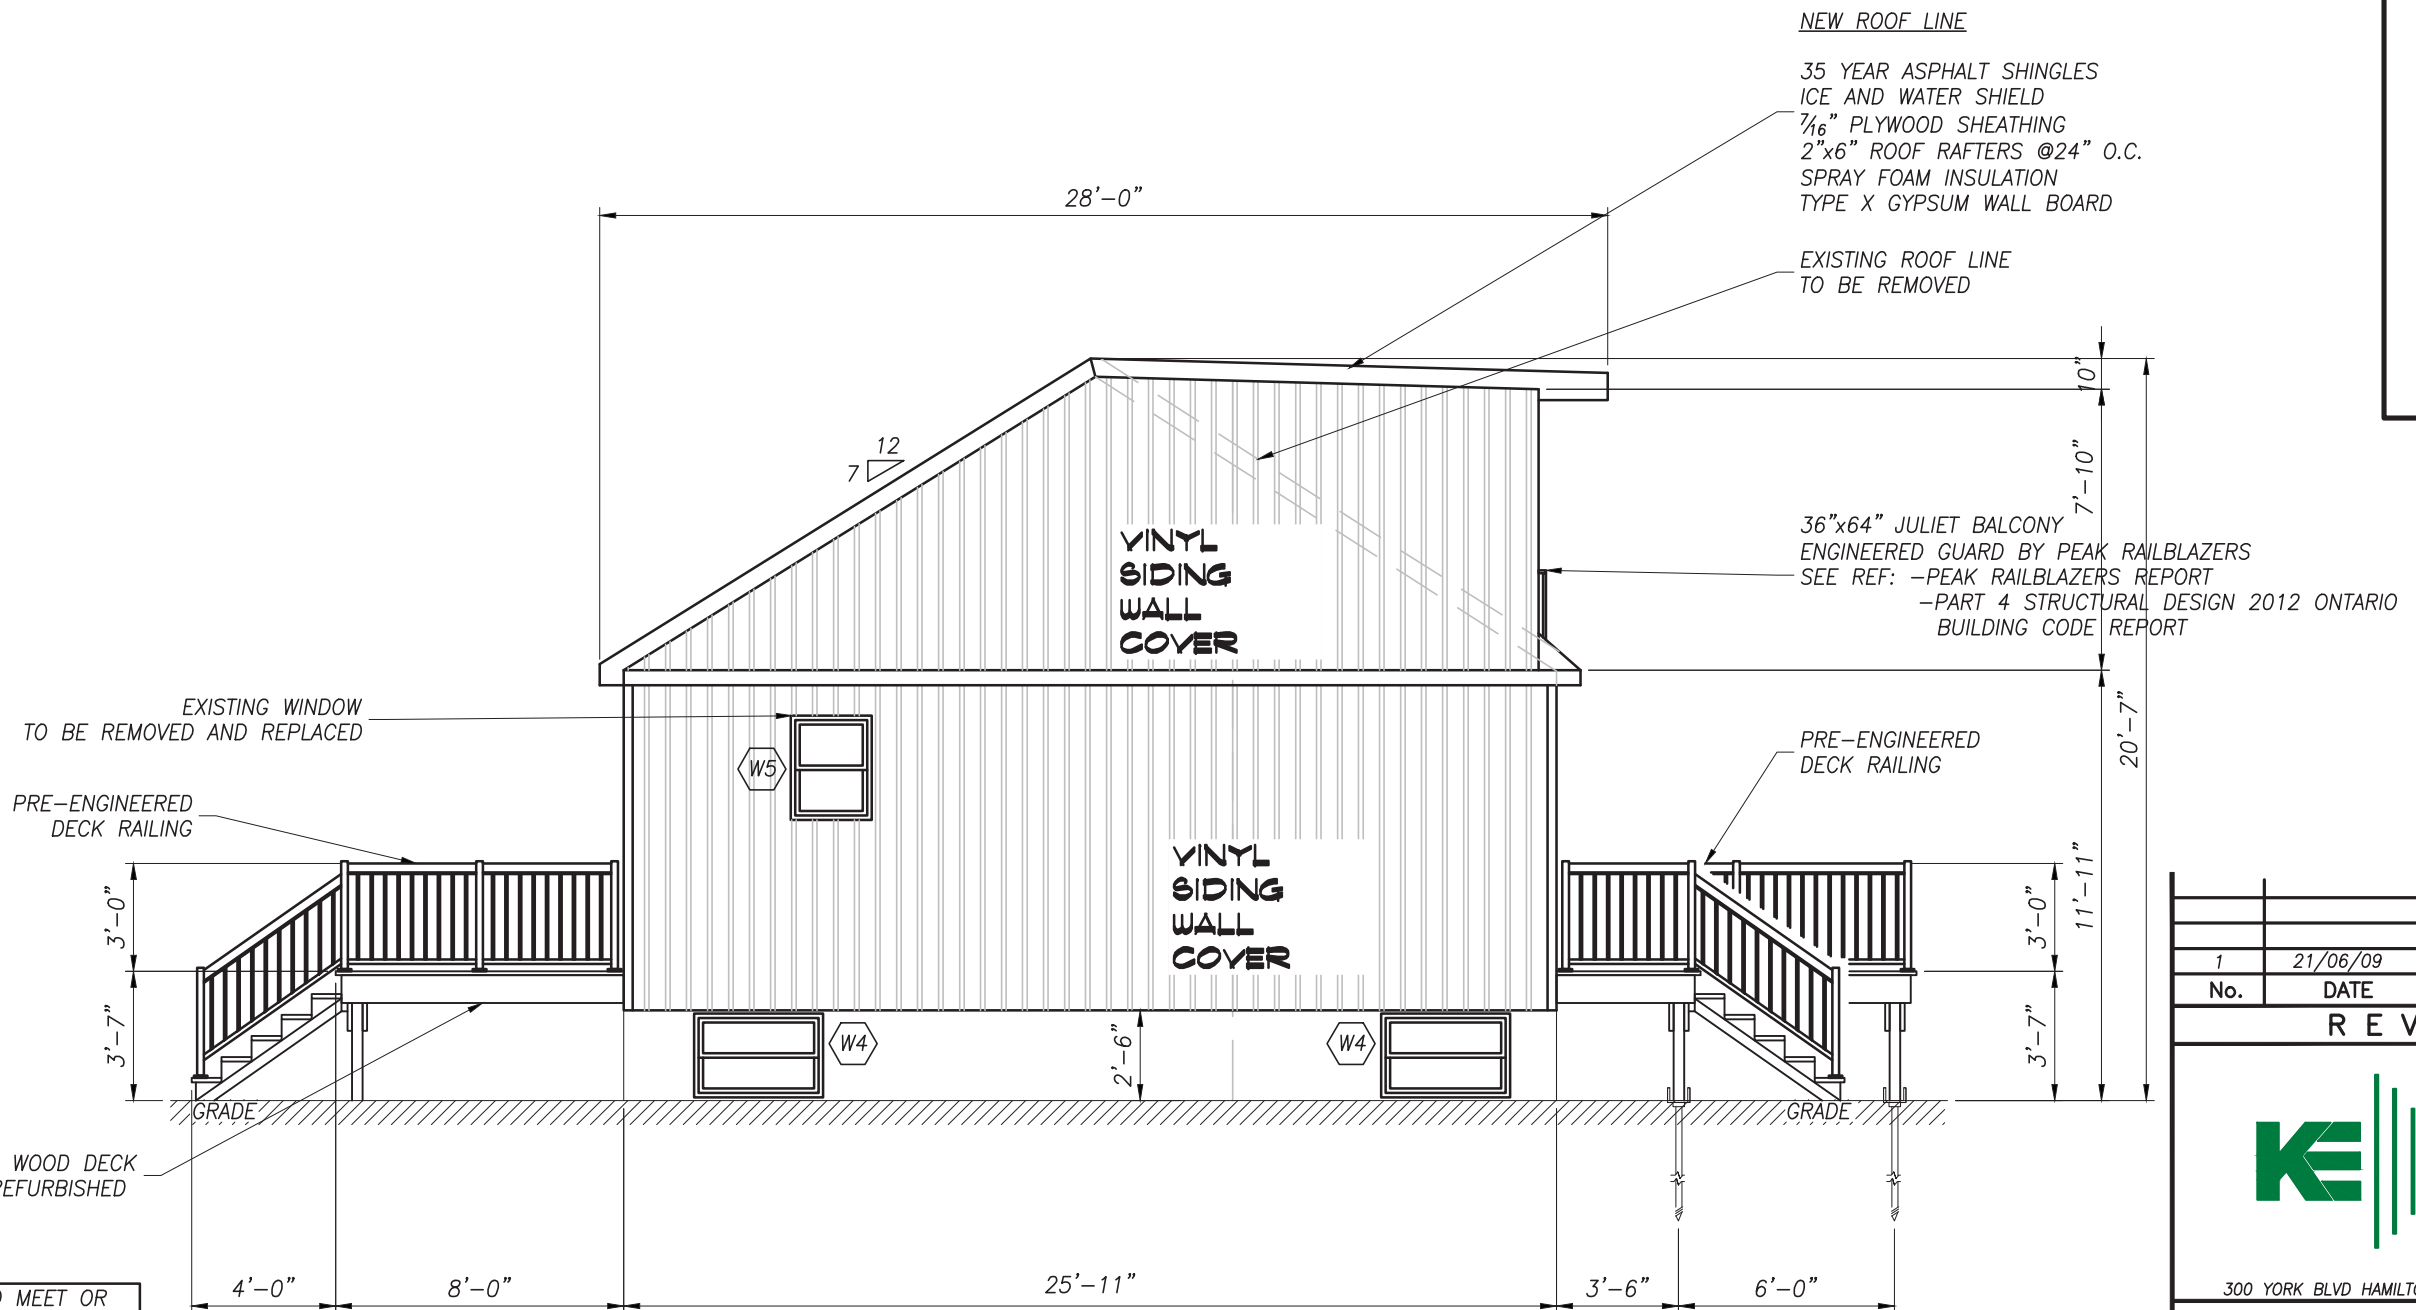 NEW ROOF LINE
35 YEAR ASPHALT SHINGLES
ICE AND WATER SHIELD
7/16" PLYWOOD SHEATHING
2"x6" ROOF RAFTERS @24" O.C.
SPRAY FOAM INSULATION
TYPE X GYPSUM WALL BOARD
28'-0"
EXISTING ROOF LINE
TO BE REMOVED
10"
12
7
7'-10"
36"x64" JULIET BALCONY
ENGINEERED GUARD BY PEAK RAILBLAZERS
SEE REF: -PEAK RAILBLAZERS REPORT
-PART 4 STRUCTURAL DESIGN 2012 ONTARIO
BUILDING CODE REPORT
VINYL
SIDING
WALL
COVER
EXISTING WINDOW
TO BE REMOVED AND REPLACED
W5
20'-7"
PRE-ENGINEERED
DECK RAILING
PRE-ENGINEERED
DECK RAILING
VINYL
SIDING
WALL
COVER
3'-0"
3'-7"
3'-0"
3'-7"
11'-11"
W4
2'-6"
W4
GRADE
GRADE
WOOD DECK
REFURBISHED
1 21/06/09
No. DATE
R E V
KE
300 YORK BLVD HAMILT
4'-0"
8'-0"
25'-11"
3'-6"
6'-0"
MEET OR